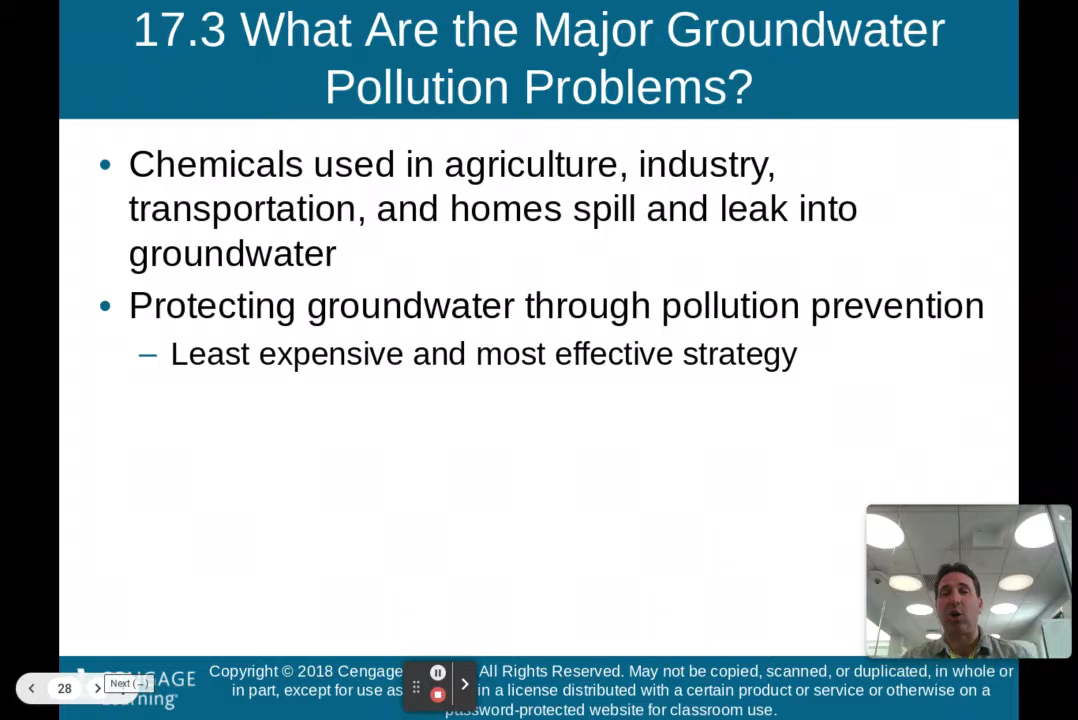 17.3 What Are the Major Groundwater
Pollution Problems?
• Chemicals used in agriculture, industry,
transportation, and homes spill and leak into
groundwater
• Protecting groundwater through pollution prevention
– Least expensive and most effective strategy
Copyright © 2018 Cengage All Rights Reserved. May not be copied, scanned, or duplicated, in whole or
in part, except for use as in a license distributed with a certain product or service or otherwise on a
password-protected website for classroom use.
CENGAGE
Learning®
28
Next (→)